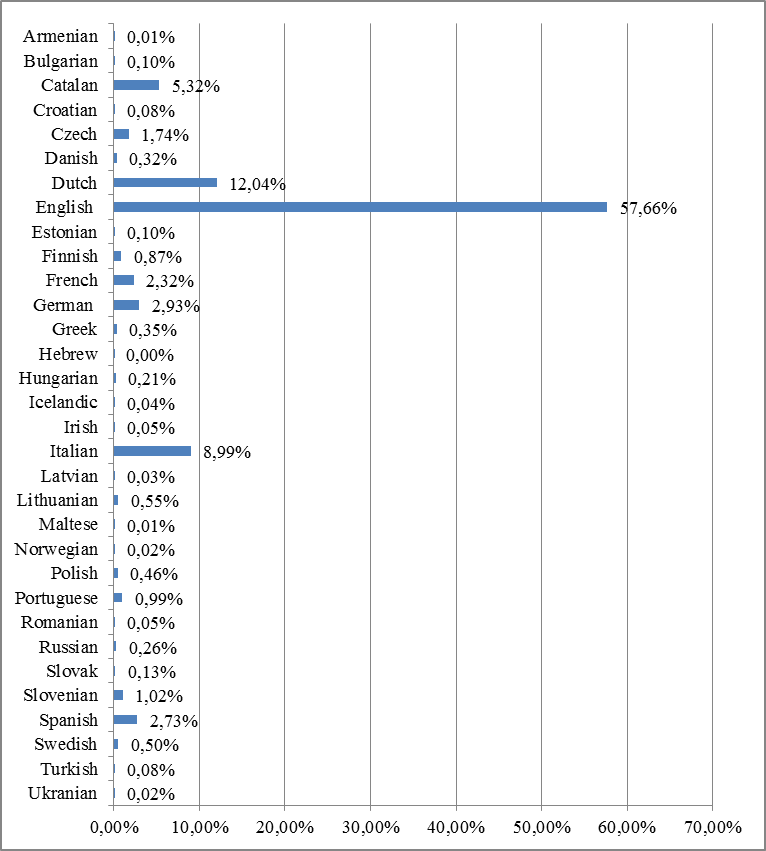 Armenian 0,01%
Bulgarian 0,10%
Catalan 5,32%
Croatian 0,08%
Czech 1,74%
Danish 0,32%
Dutch 12,04%
English 57,66%
Estonian 0,10%
Finnish 0,87%
French 2,32%
German 2,93%
Greek 0,35%
Hebrew 0,00%
Hungarian 0,21%
Icelandic 0,04%
Irish 0,05%
Italian 8,99%
Latvian 0,03%
Lithuanian 0,55%
Maltese 0,01%
Norwegian 0,02%
Polish 0,46%
Portuguese 0,99%
Romanian 0,05%
Russian 0,26%
Slovak 0,13%
Slovenian 1,02%
Spanish 2,73%
Swedish 0,50%
Turkish 0,08%
Ukranian 0,02%
0,00% 10,00% 20,00% 30,00% 40,00% 50,00% 60,00% 70,00%